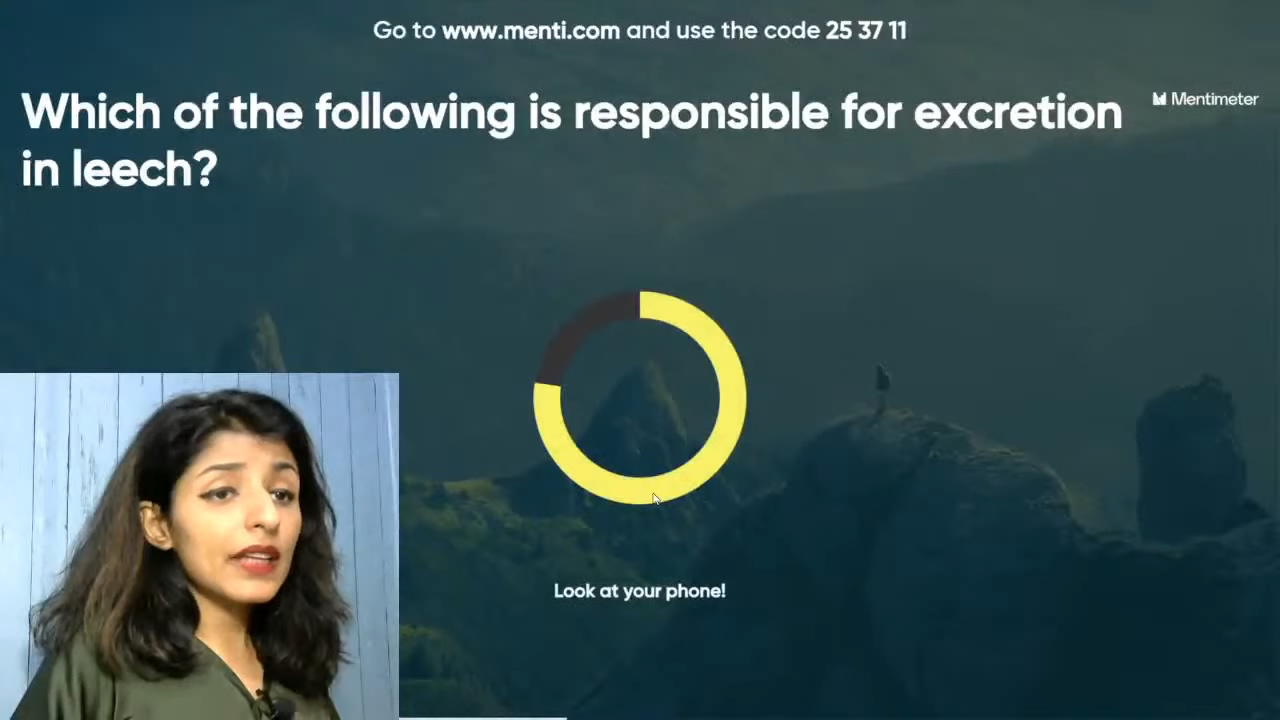 Go to www.menti.com and use the code 25 37 11
Which of the following is responsible for excretion
in leech?
Mentimeter
Look at your phone!